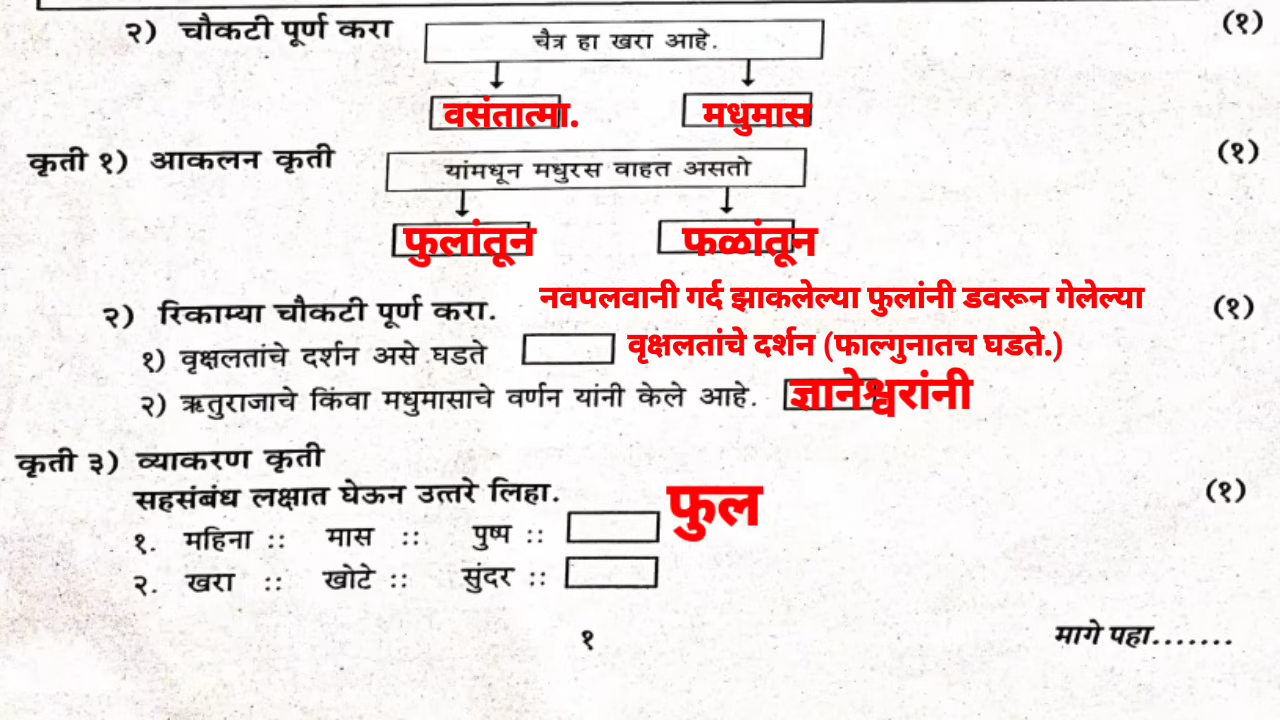 २) चौकटी पूर्ण करा (१)
चैत्र हा खरा आहे.
वसंतात्मा. मधुमास
कृती १) आकलन कृती (१)
यांमधून मधुरस वाहत असतो
फुलांतून फळांतून
नवपलवानी गर्द झाकलेल्या फुलांनी डवरून गेलेल्या
२) रिकाम्या चौकटी पूर्ण करा. (१)
१) वृक्षलतांचे दर्शन असे घडते वृक्षलतांचे दर्शन (फाल्गुनातच घडते.)
२) ऋतुराजाचे किंवा मधुमासाचे वर्णन यांनी केले आहे. ज्ञानेश्वरांनी
कृती ३) व्याकरण कृती
सहसंबंध लक्षात घेऊन उत्तरे लिहा. (१)
१. महिना :: मास :: पुष्प :: फुल
२. खरा :: खोटे :: सुंदर ::
१ मागे पहा.......